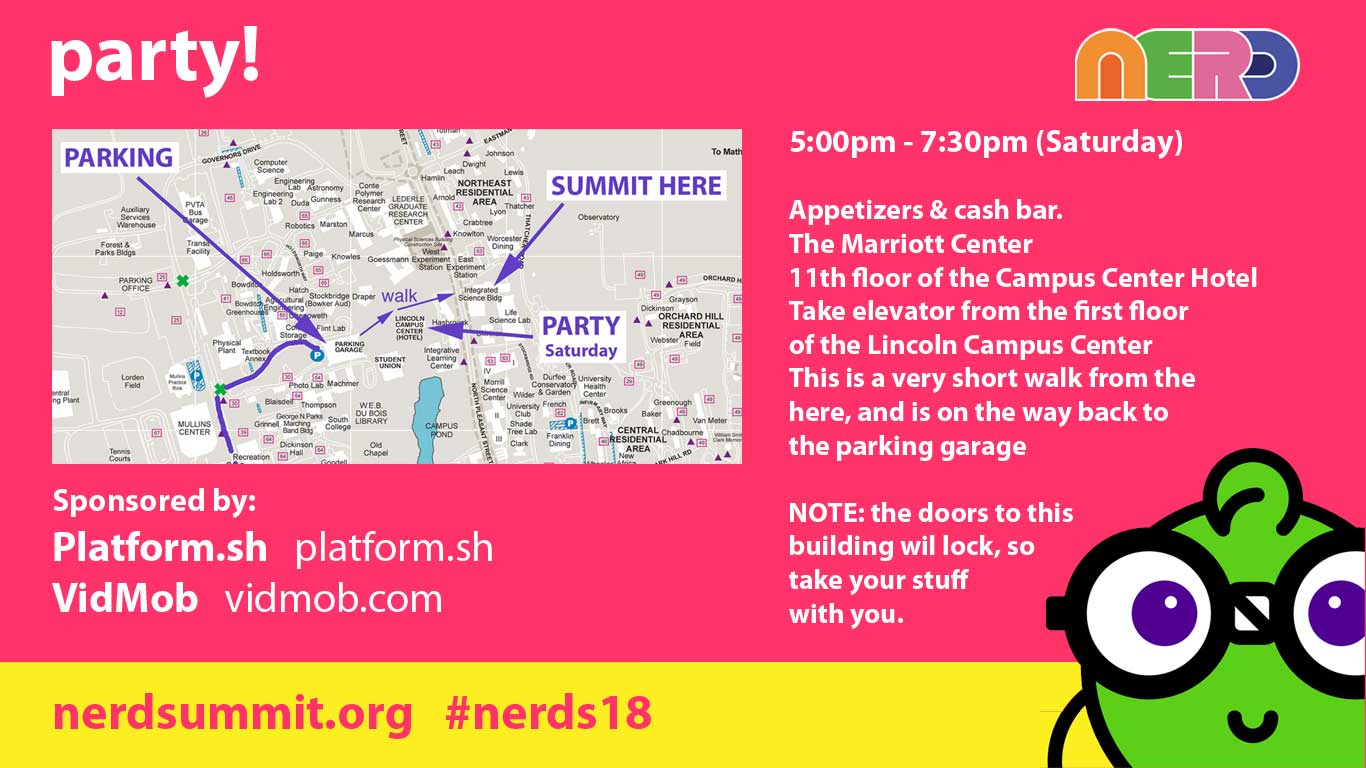 party!
NERD
PARKING
SUMMIT HERE
walk
PARTY
Saturday
GOVERNORS DRIVE
Computer
Science
Engineering
Lab
Astronomy
Engineering
Lab 2
Duda
Gunness
Robotics
Marston
Marcus
Conte
Polymer
Research
Center
LEDERLE
GRADUATE
RESEARCH
CENTER
Hamlin
Leach
Dwight
Johnson
Lewis
EASTMAN
To Math
NORTHEAST
RESIDENTIAL
AREA
Arnold
Lyon
Thatcher
Crabtree
Knowlton
Worcester
Dining
Observatory
Auxiliary
Services
Warehouse
PVTA
Bus
Garage
Forest &
Parks Bldgs
Transit
Facility
PARKING
OFFICE
Holdsworth
Paige
Knowles
Goessmann
West
Experiment
Station
East
Experiment
Station
Physical Sciences Building
Construction Site
Hatch
Stockbridge
(Bowker Aud)
Draper
Flint Lab
Integrated
Science Bldg
LINCOLN
CAMPUS
CENTER
(HOTEL)
Hasbrouck
Life
Science Lab
ORCHARD H
Grayson
Dickinson
ORCHARD HILL
RESIDENTIAL
AREA
Webster
Field
Physical
Plant
Textbook
Annex
PARKING
GARAGE
P
STUDENT
UNION
Integrative
Learning
Center
Lorden
Field
Mullins
Practice
Rink
Photo Lab
Machmer
Blaisdell
Thompson
Grinnell
George N. Parks
Marching
Band Bldg
South
College
W.E.B.
DU BOIS
LIBRARY
MULLINS
CENTER
Dickinson
Hall
Old
Chapel
CAMPUS
POND
Tennis
Courts
Recreation
Goodell
NORTH PLEASANT STREET
Morrill
Science
Center
Wilder
University
Club
Shade
Tree Lab
Clark
Durfee
Conservatory
& Garden
French
Franklin
Dining
University
Health
Center
Brooks
Brett
Baker
Greenough
Van Meter
Chadbourne
CENTRAL
RESIDENTIAL
AREA
New
5:00pm - 7:30pm (Saturday)
Appetizers & cash bar.
The Marriott Center
11th floor of the Campus Center Hotel
Take elevator from the first floor
of the Lincoln Campus Center
This is a very short walk from the
here, and is on the way back to
the parking garage
NOTE: the doors to this
building wil lock, so
take your stuff
with you.
Sponsored by:
Platform.sh platform.sh
VidMob vidmob.com
nerdsummit.org #nerds18